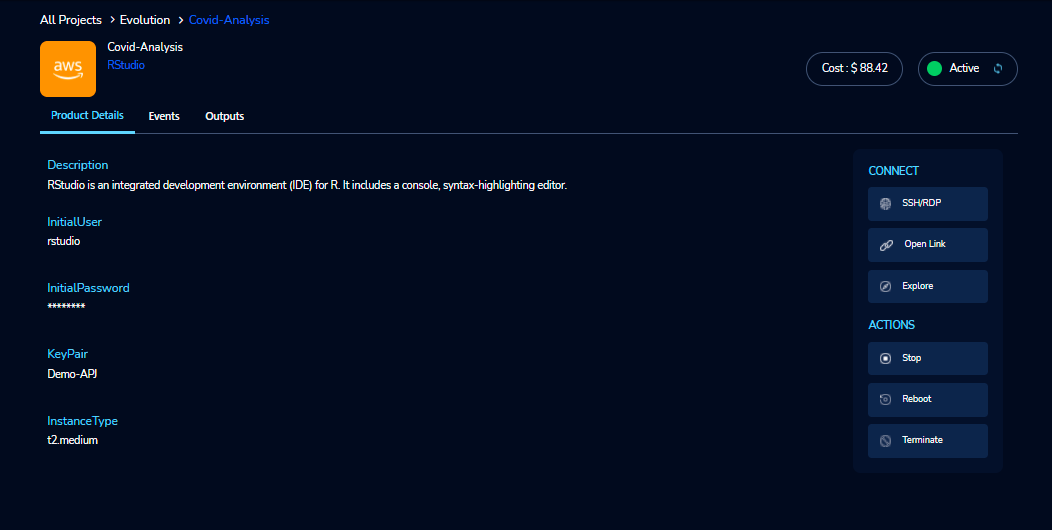 All Projects > Evolution > Covid-Analysis
aws
Covid-Analysis
RStudio
Cost : $ 88.42
Active
Product Details
Events
Outputs
Description
RStudio is an integrated development environment (IDE) for R. It includes a console, syntax-highlighting editor.
InitialUser
rstudio
InitialPassword
********
KeyPair
Demo-APJ
InstanceType
t2.medium
CONNECT
SSH/RDP
Open Link
Explore
ACTIONS
Stop
Reboot
Terminate